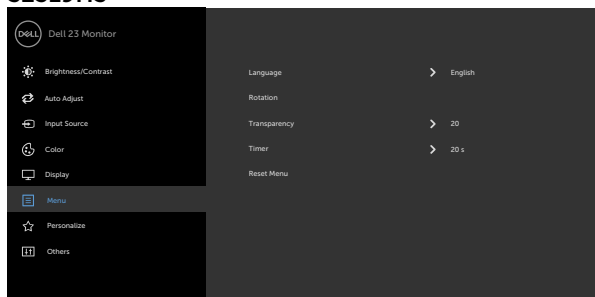 DELL Dell 23 Monitor
Brightness/Contrast
Auto Adjust
Input Source
Color
Display
Menu
Personalize
Others
Language English
Rotation
Transparency 20
Timer 20 s
Reset Menu